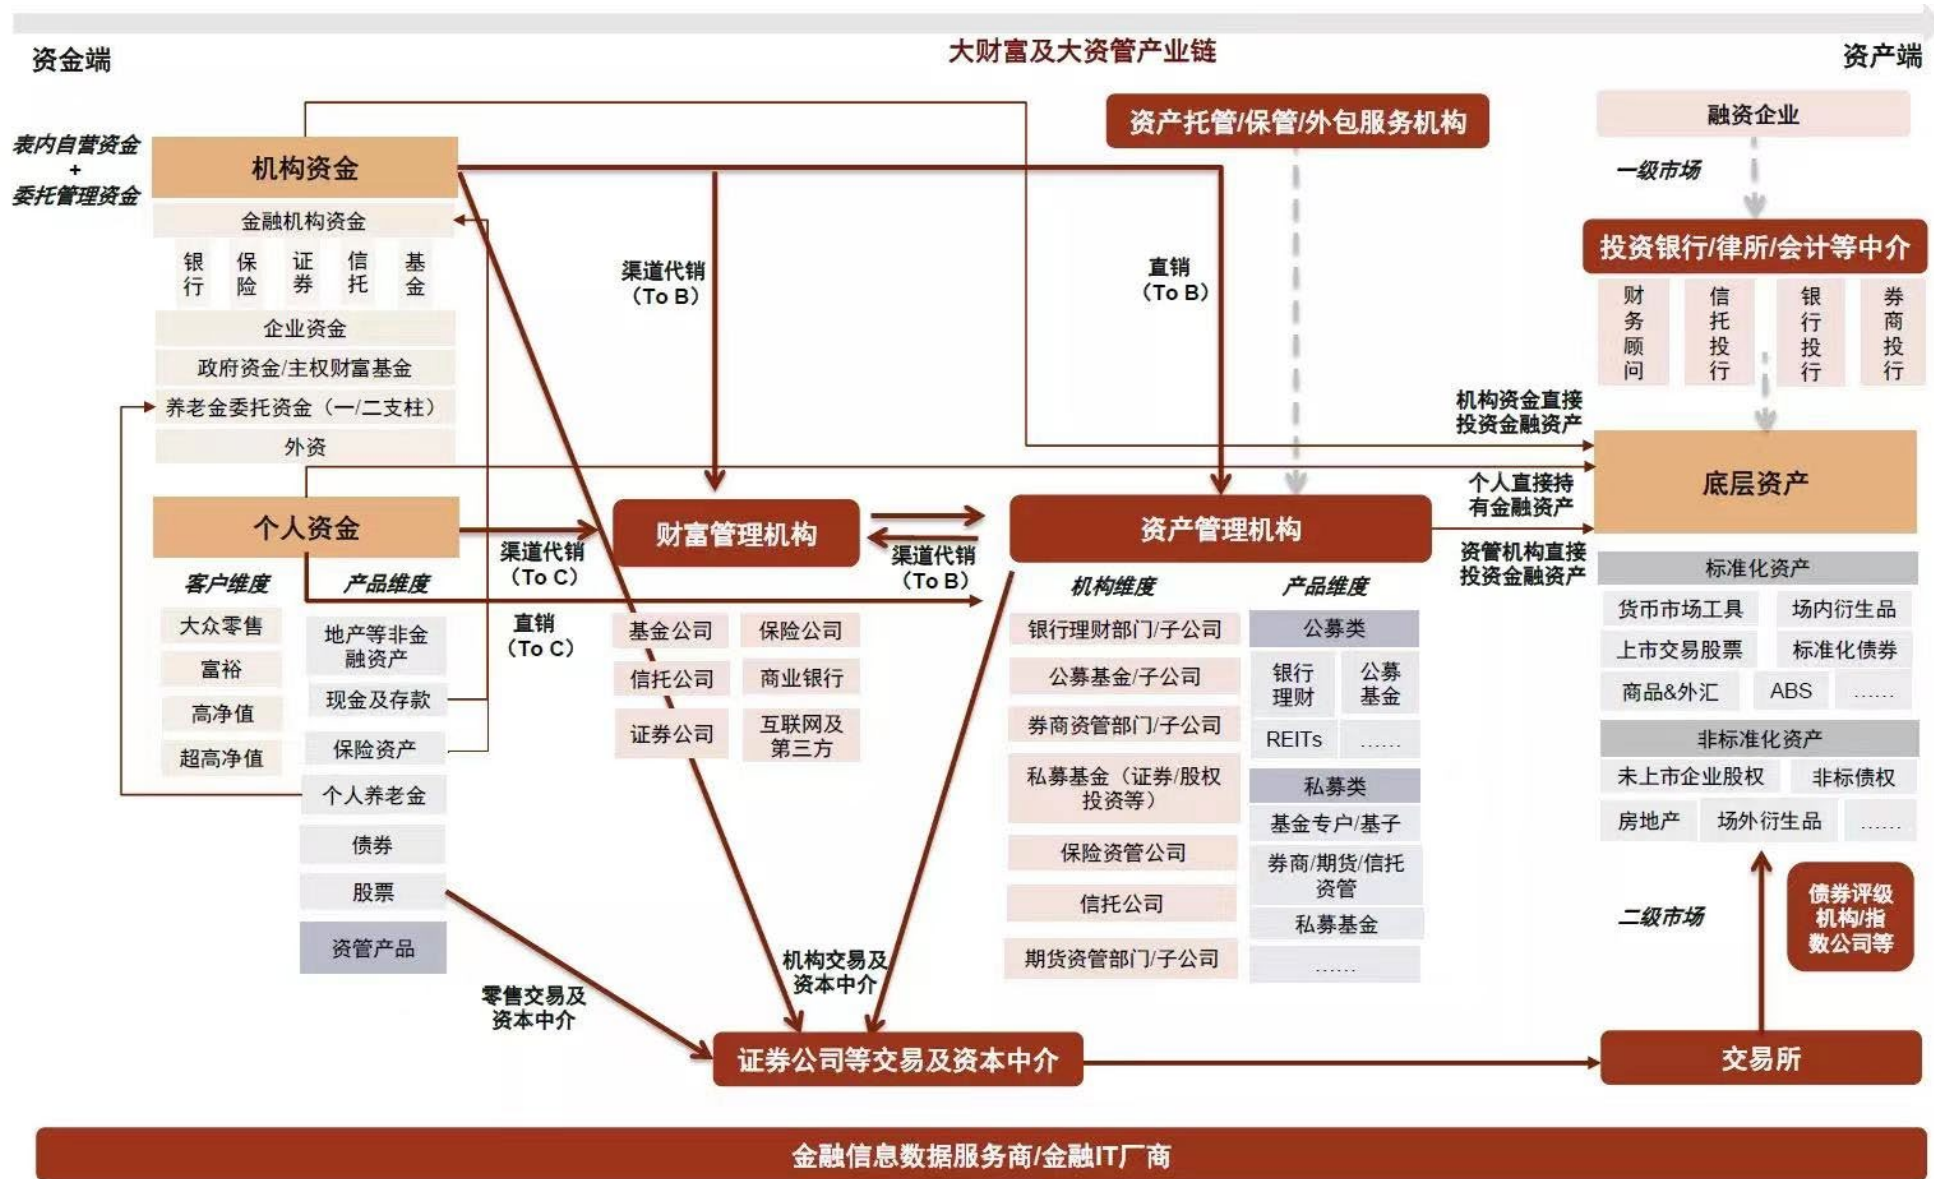 大财富及大资管产业链
资金端
资产端
表内自营资金
+
委托管理资金
机构资金
金融机构资金
银行
保险
证券
信托
基金
企业资金
政府资金/主权财富基金
养老金委托资金（一/二支柱）
外资
个人资金
客户维度
产品维度
大众零售
富裕
高净值
超高净值
地产等非金
融资产
现金及存款
保险资产
个人养老金
债券
股票
资管产品
渠道代销
（To B）
直销
（To B）
渠道代销
（To C）
直销
（To C）
财富管理机构
渠道代销
（To B）
基金公司
保险公司
信托公司
商业银行
证券公司
互联网及
第三方
资产托管/保管/外包服务机构
资产管理机构
机构维度
产品维度
银行理财部门/子公司
公募基金/子公司
券商资管部门/子公司
私募基金（证券/股权
投资等）
保险资管公司
信托公司
期货资管部门/子公司
公募类
银行
理财
公募
基金
REITs
......
私募类
基金专户/基子
券商/期货/信托
资管
私募基金
......
融资企业
一级市场
投资银行/律所/会计等中介
财务顾问
信托投行
银行投行
券商投行
机构资金直接
投资金融资产
个人直接持
有金融资产
资管机构直接
投资金融资产
底层资产
标准化资产
货币市场工具
场内衍生品
上市交易股票
标准化债券
商品&外汇
ABS
......
非标准化资产
未上市企业股权
非标债权
房地产
场外衍生品
......
二级市场
债券评级
机构/指
数公司等
零售交易及
资本中介
机构交易及
资本中介
证券公司等交易及资本中介
交易所
金融信息数据服务商/金融IT厂商